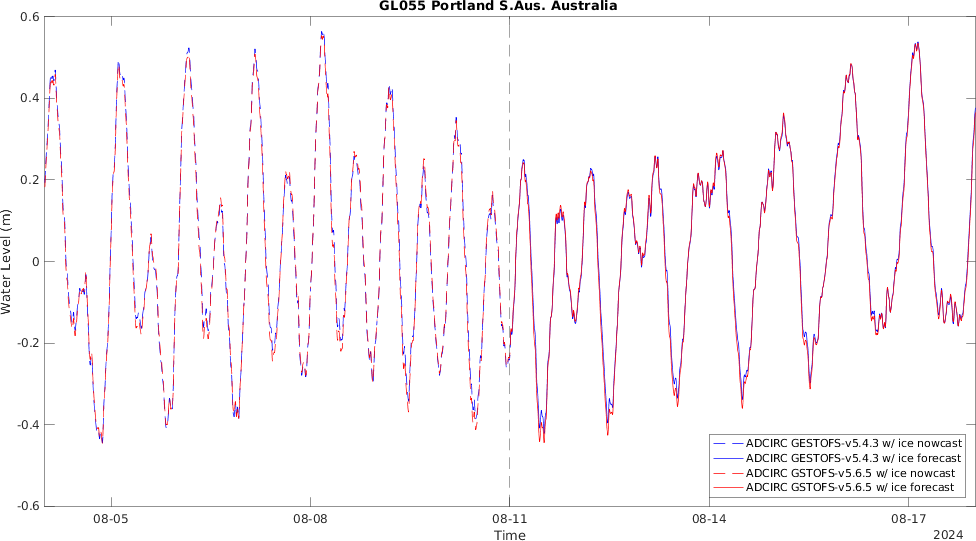 GL055 Portland S.Aus. Australia
0.6
0.4
0.2
0
-0.2
-0.4
-0.6
Water Level (m)
ADCIRC GESTOFS-v5.4.3 w/ ice nowcast
ADCIRC GESTOFS-v5.4.3 w/ ice forecast
ADCIRC GSTOFS-v5.6.5 w/ ice nowcast
ADCIRC GSTOFS-v5.6.5 w/ ice forecast
08-05 08-08 08-11 08-14 08-17
Time
2024